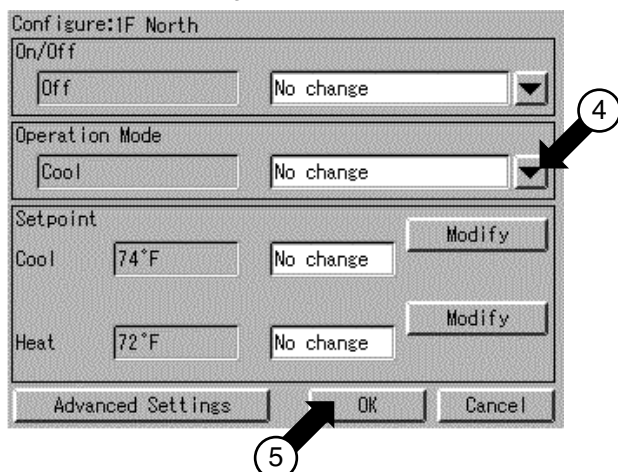 Configure:1F North
On/Off
Off No change
4
Operation Mode
Cool No change
Setpoint
Modify
Cool 74°F No change
Modify
Heat 72°F No change
Advanced Settings OK Cancel
5